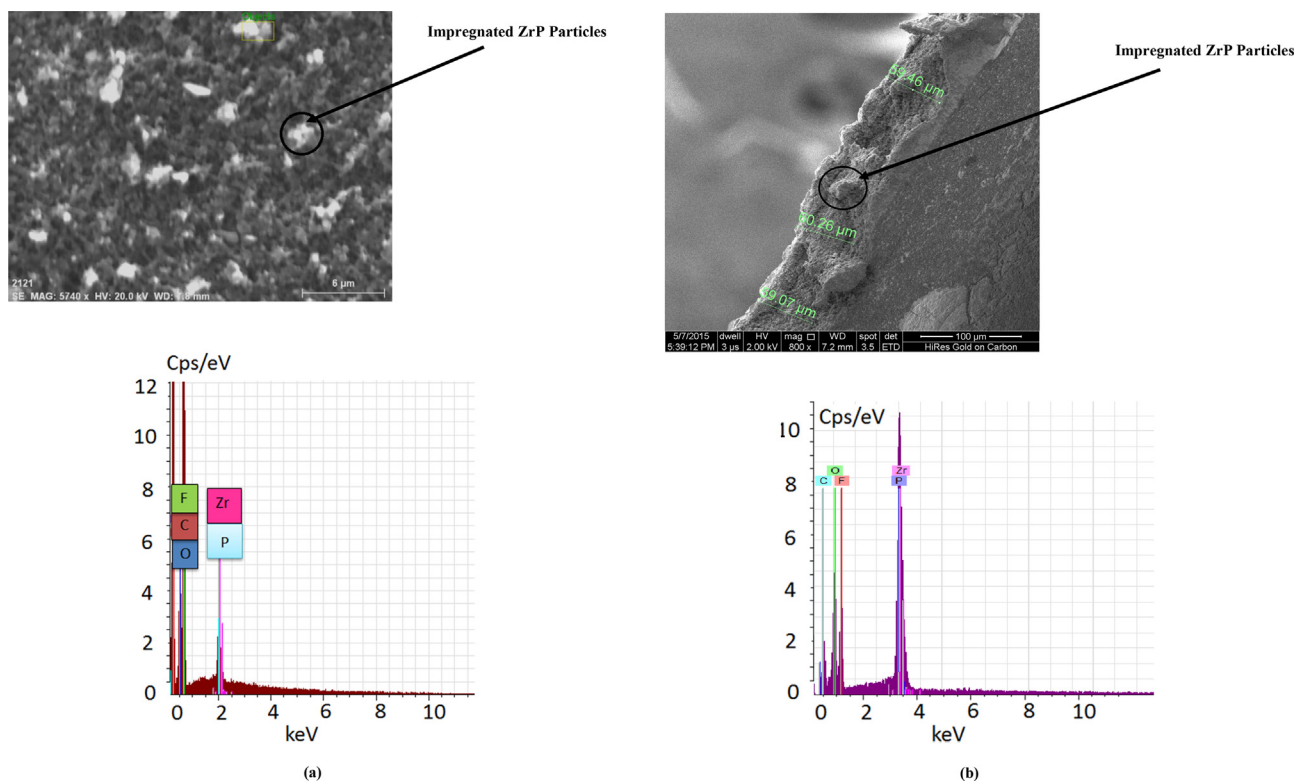 Impregnated ZrP Particles
2121
SE MAG: 5740 x HV: 20.0 kV WD: 1.8 mm
6 µm
Impregnated ZrP Particles
59.46 µm
60.26 µm
59.07 µm
5/7/2015 dwell HV mag WD spot det
5:39:12 PM 3 µs 2.00 kV 800 x 7.2 mm 3.5 ETD
100 µm
HiRes Gold on Carbon
Cps/eV
12
10
8
6
4
2
0
F
C
O
Zr
P
0 2 4 6 8 10
keV
(a)
Cps/eV
10
8
6
4
2
0
O
Zr
C
F
P
0 2 4 6 8 10
keV
(b)